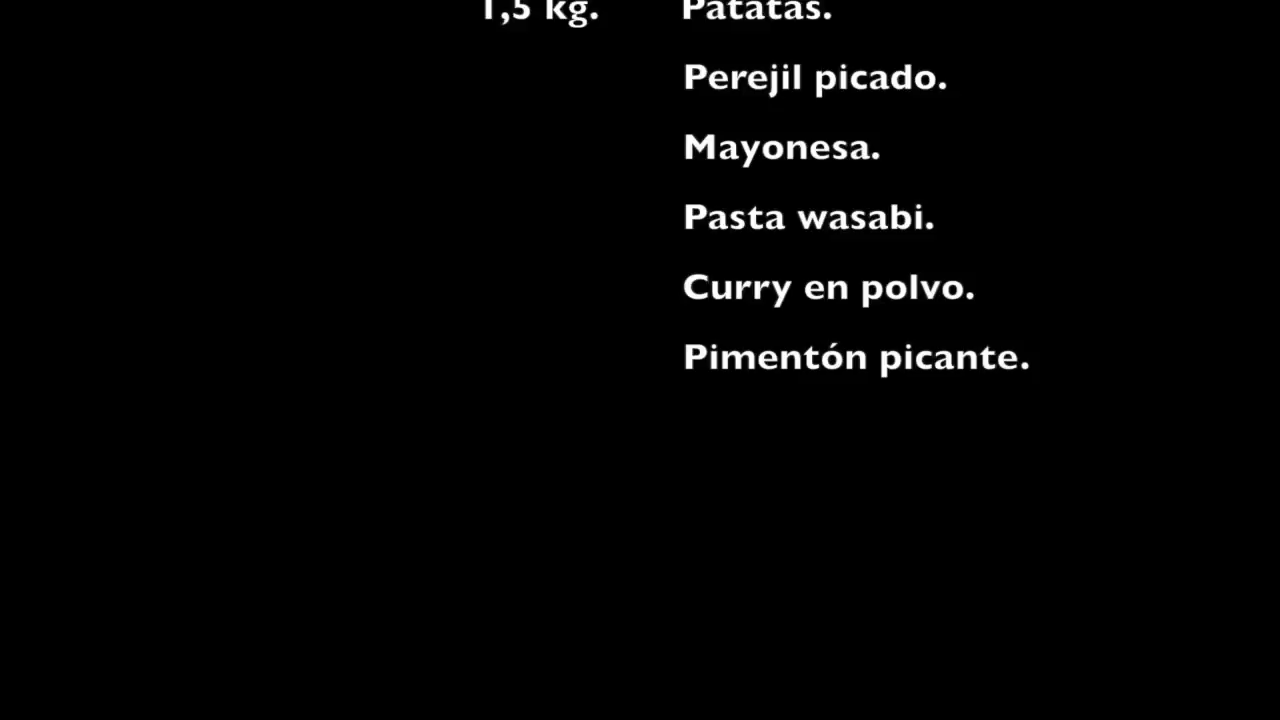 1,5 kg. Patatas.
Perejil picado.
Mayonesa.
Pasta wasabi.
Curry en polvo.
Pimentón picante.